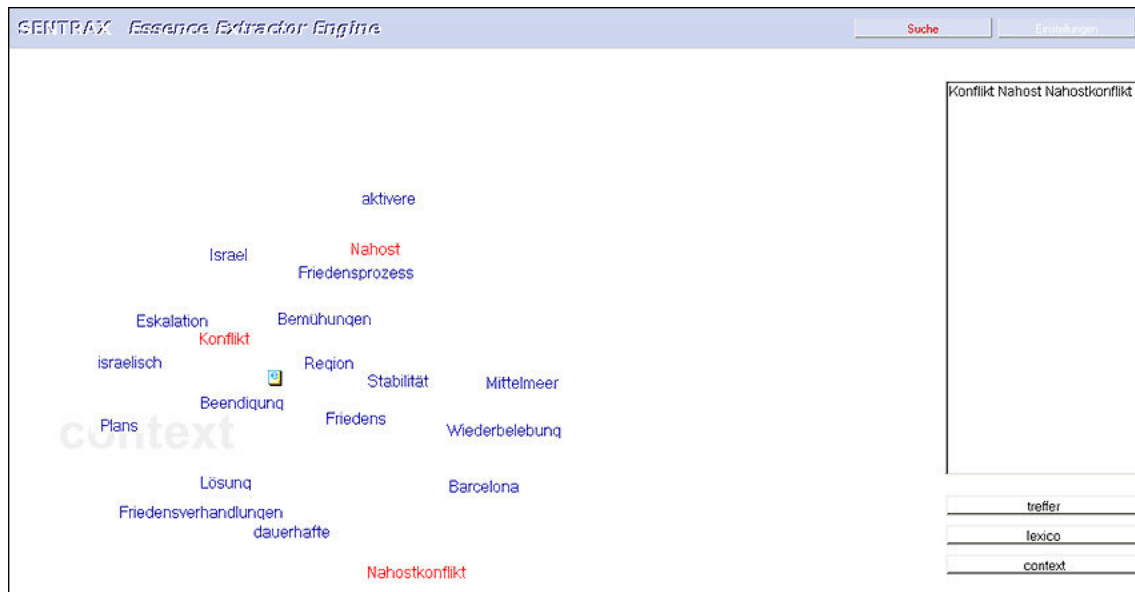 SENTRAX Essence Extractor Engine
Suche
Einstellungen
Konflikt Nahost Nahostkonflikt
aktivere
Nahost
Israel
Friedensprozess
Eskalation
Bemühungen
Konflikt
israelisch
Region
Stabilität
Mittelmeer
Beendigung
Friedens
Plans
context
Wiederbelebung
Lösung
Barcelona
Friedensverhandlungen
dauerhafte
Nahostkonflikt
treffer
lexico
context